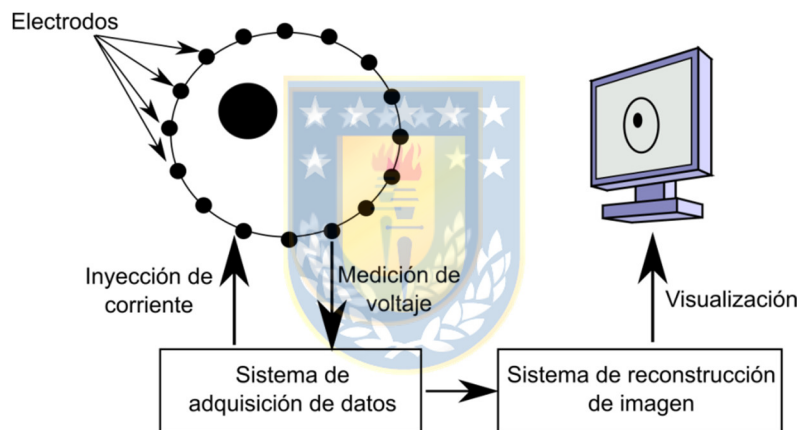 Electrodos
Inyección de
corriente
Medición de
voltaje
Visualización
Sistema de
adquisición de datos
Sistema de reconstrucción
de imagen